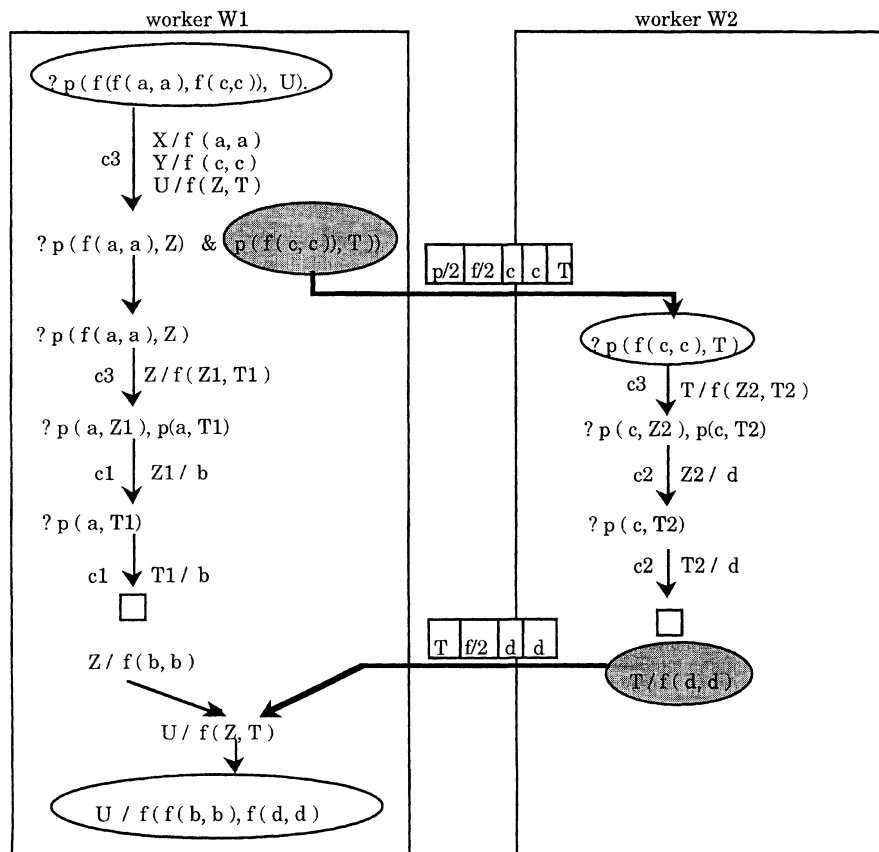 worker W1
worker W2
? p ( f (f ( a, a ) , f ( c,c ) ), U).
c3
X / f ( a, a )
Y / f ( c, c )
U / f( Z, T )
? p ( f( a, a ), Z) & p( f( c, c )), T ))
p/2 f/2 c c T
? p ( f( a, a ), Z )
? p ( f( c, c ), T )
c3 Z / f( Z1, T1 )
c3 T / f( Z2, T2 )
? p ( a, Z1 ) , p(a, T1)
? p ( c, Z2 ) , p(c, T2)
c1 Z1 / b
c2 Z2 / d
? p ( a, T1)
? p ( c, T2)
c1 T1 / b
c2 T2 / d
T f/2 d d
Z / f( b, b )
T / f( d, d )
U / f( Z, T )
U / f( f( b, b ) , f( d, d )